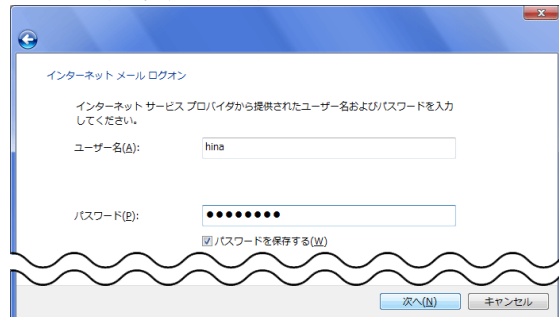 インターネット メール ログオン
インターネット サービス プロバイダから提供されたユーザー名およびパスワードを入力
してください。
ユーザー名(A): hina
パスワード(P): ●●●●●●●●
パスワードを保存する(W)
次へ(N) キャンセル